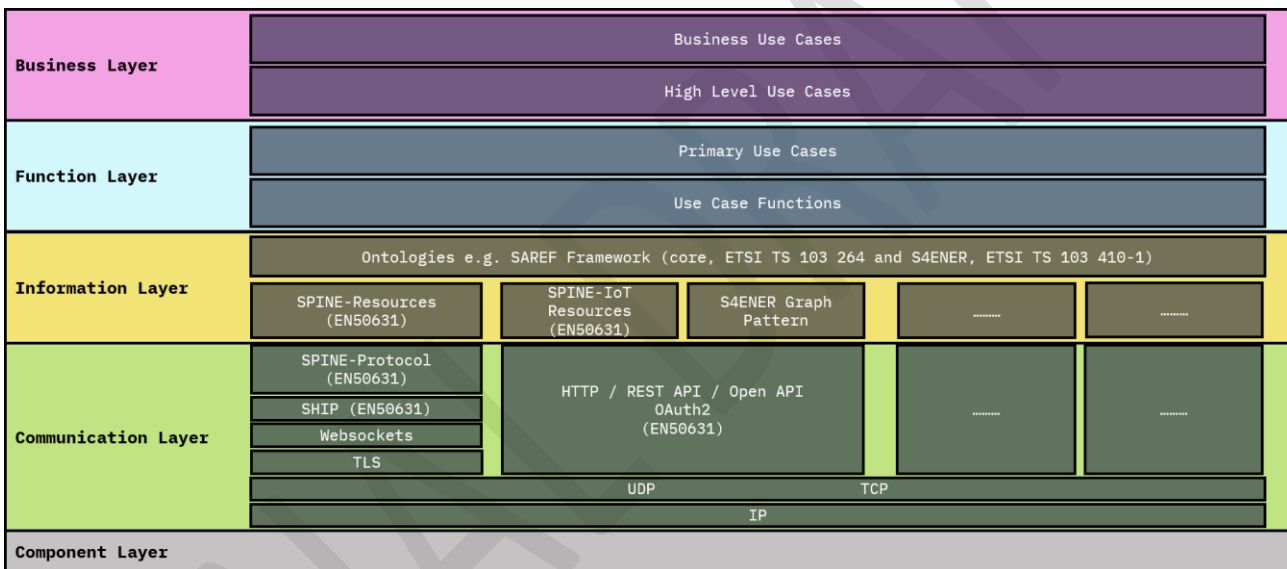 Business Layer
Business Use Cases
High Level Use Cases
Function Layer
Primary Use Cases
Use Case Functions
Information Layer
Ontologies e.g. SAREF Framework (core, ETSI TS 103 264 and S4ENER, ETSI TS 103 410-1)
SPINE-Resources
(EN50631)
SPINE-IoT
Resources
(EN50631)
S4ENER Graph
Pattern
………
………
Communication Layer
SPINE-Protocol
(EN50631)
SHIP (EN50631)
Websockets
TLS
HTTP / REST API / Open API
OAuth2
(EN50631)
………
………
UDP TCP
IP
Component Layer